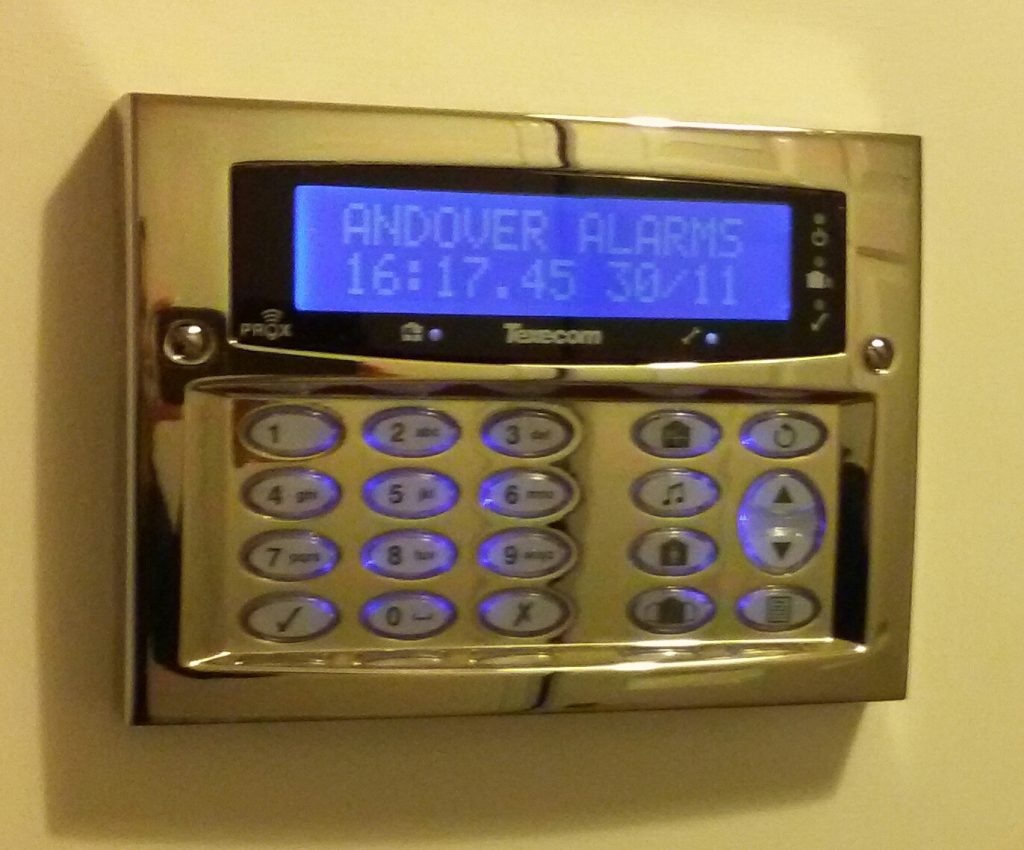 ANDOVER ALARMS
16:17.45 30/11
PROX
Texecom
1
2 abc
3 def
4 ghi
5 jkl
6 mno
7 pqrs
8 tuv
9 wxyz
0